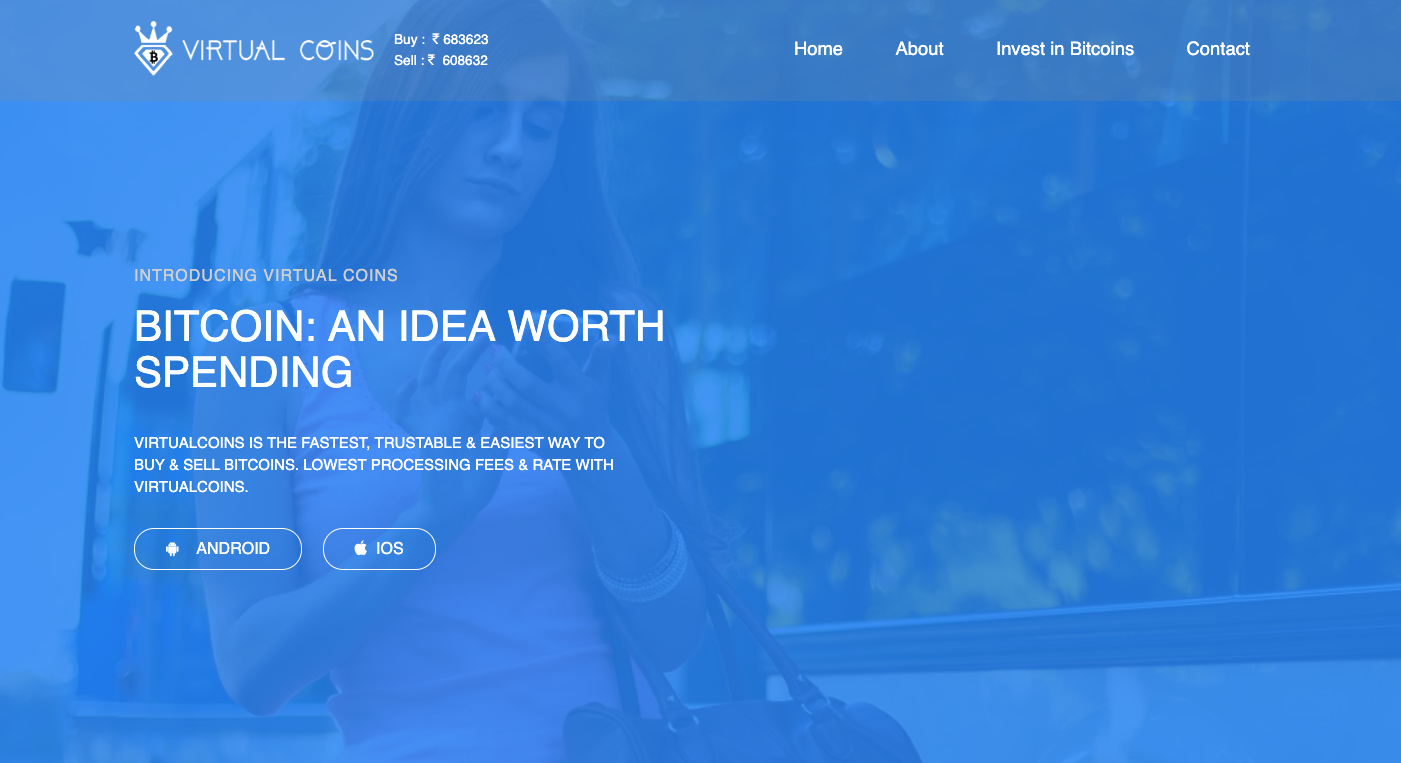 VIRTUAL COINS
Buy : ₹ 683623
Sell : ₹ 608632
Home
About
Invest in Bitcoins
Contact
INTRODUCING VIRTUAL COINS
BITCOIN: AN IDEA WORTH
SPENDING
VIRTUALCOINS IS THE FASTEST, TRUSTABLE & EASIEST WAY TO
BUY & SELL BITCOINS. LOWEST PROCESSING FEES & RATE WITH
VIRTUALCOINS.
ANDROID
IOS